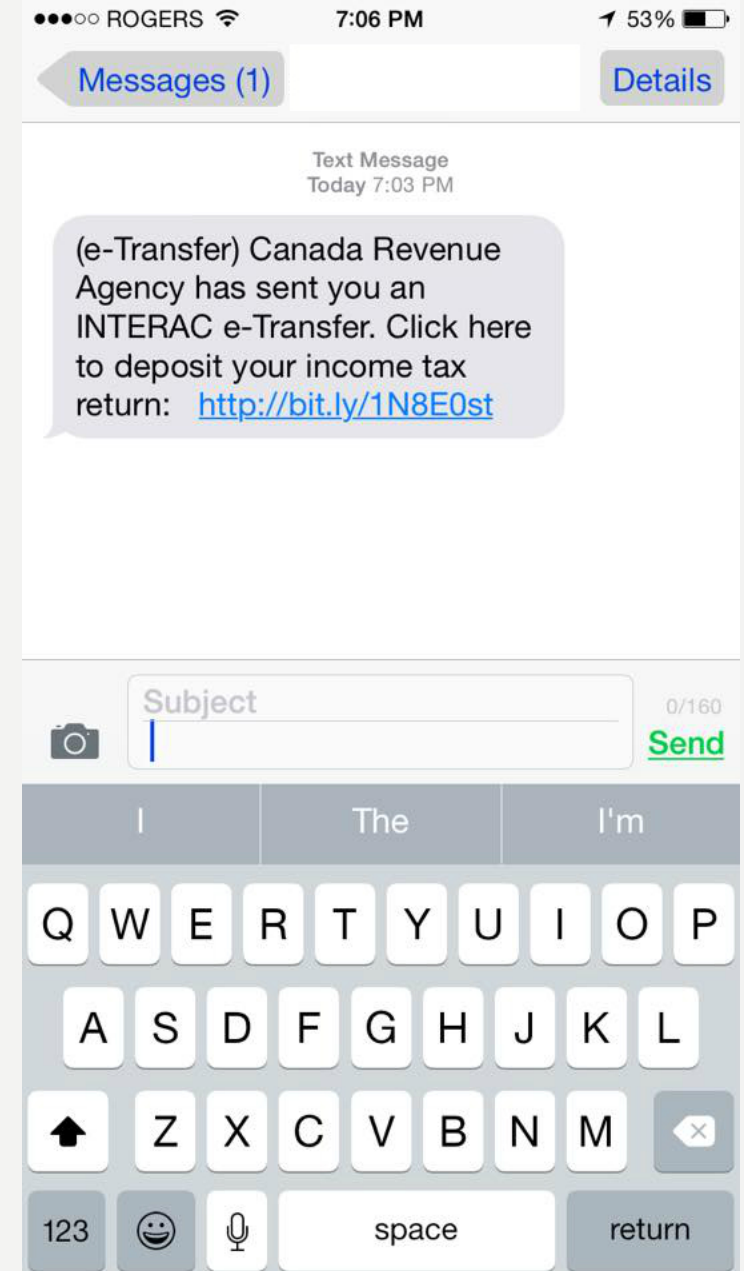 ROGERS 7:06 PM 53%
Messages (1) Details
Text Message
Today 7:03 PM
(e-Transfer) Canada Revenue
Agency has sent you an
INTERAC e-Transfer. Click here
to deposit your income tax
return: http://bit.ly/1N8E0st
Subject
0/160
Send
I The I'm
Q W E R T Y U I O P
A S D F G H J K L
Z X C V B N M
123 space return